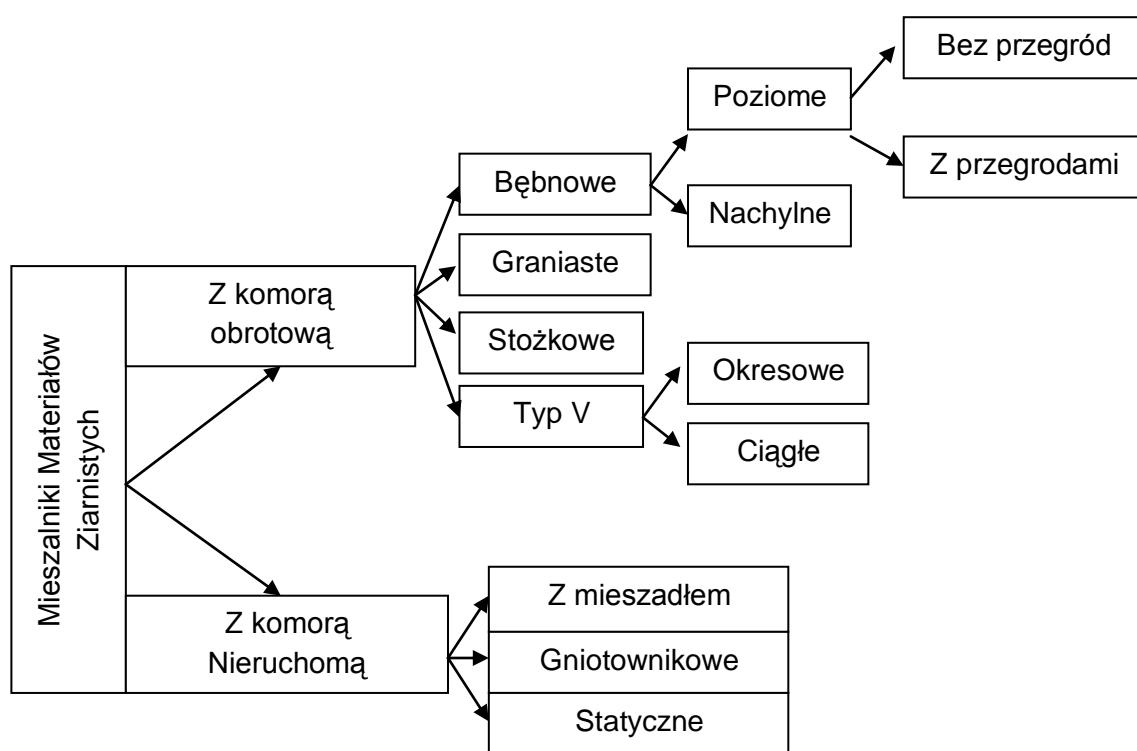 Mieszalniki Materiałów
Ziarnistych
Z komorą
obrotową
Bębnowe
Poziome
Bez przegród
Z przegrodami
Nachylne
Graniaste
Stożkowe
Typ V
Okresowe
Ciągłe
Z komorą
Nieruchomą
Z mieszadłem
Gniotownikowe
Statyczne